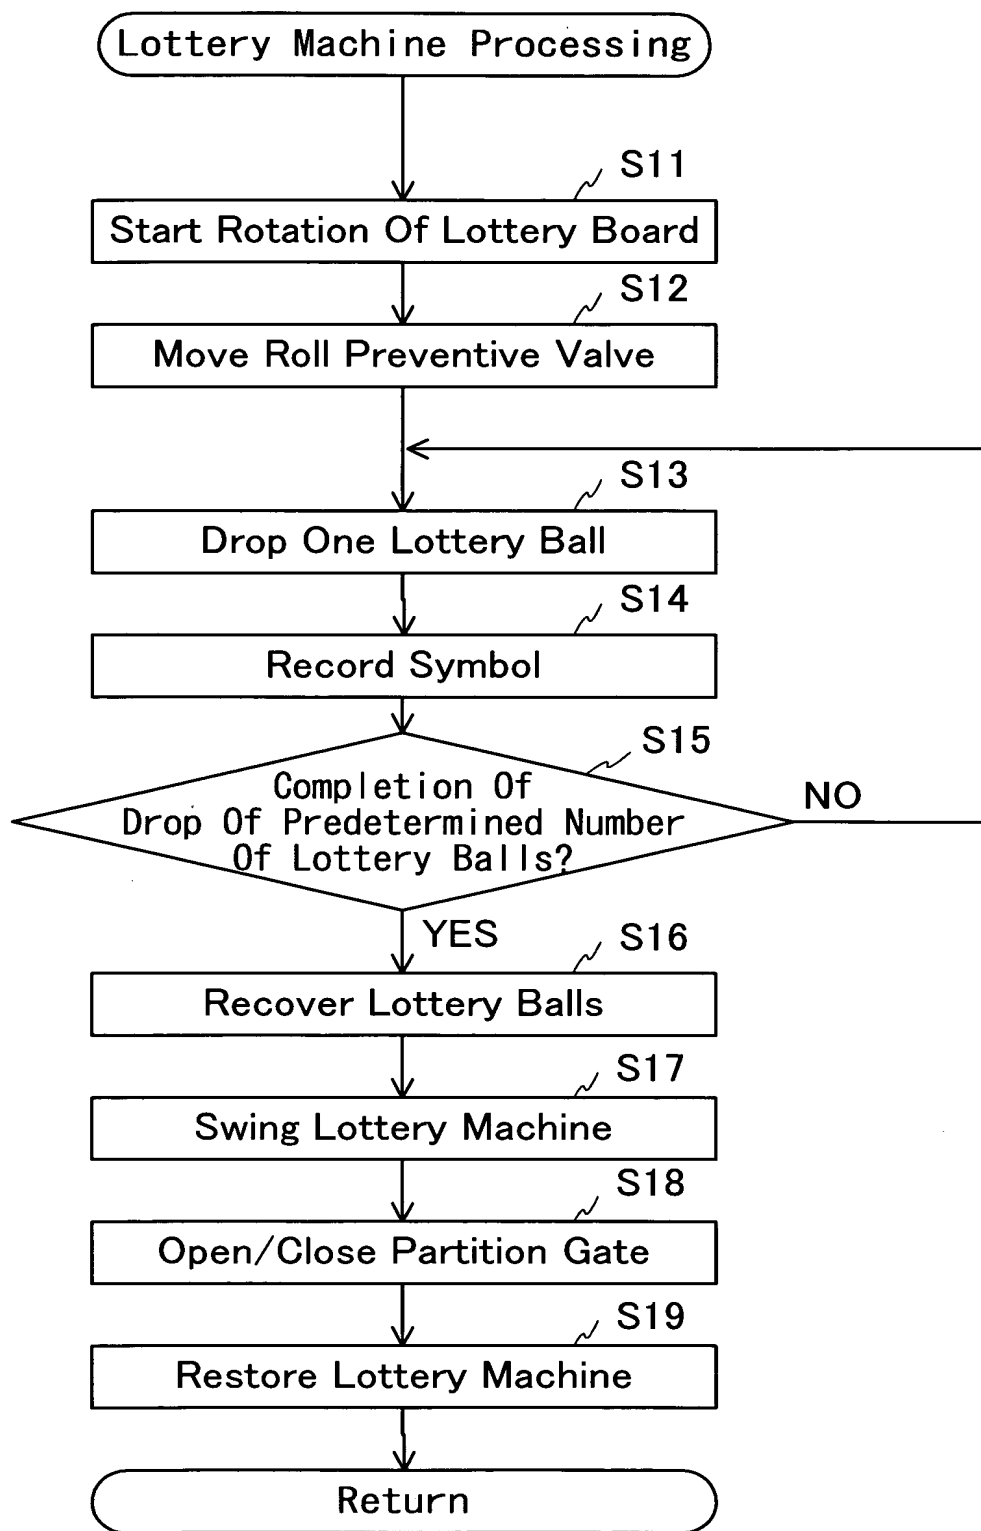 Lottery Machine Processing
S11
Start Rotation Of Lottery Board
S12
Move Roll Preventive Valve
S13
Drop One Lottery Ball
S14
Record Symbol
S15
Completion Of
Drop Of Predetermined Number
Of Lottery Balls?
NO
YES
S16
Recover Lottery Balls
S17
Swing Lottery Machine
S18
Open/Close Partition Gate
S19
Restore Lottery Machine
Return